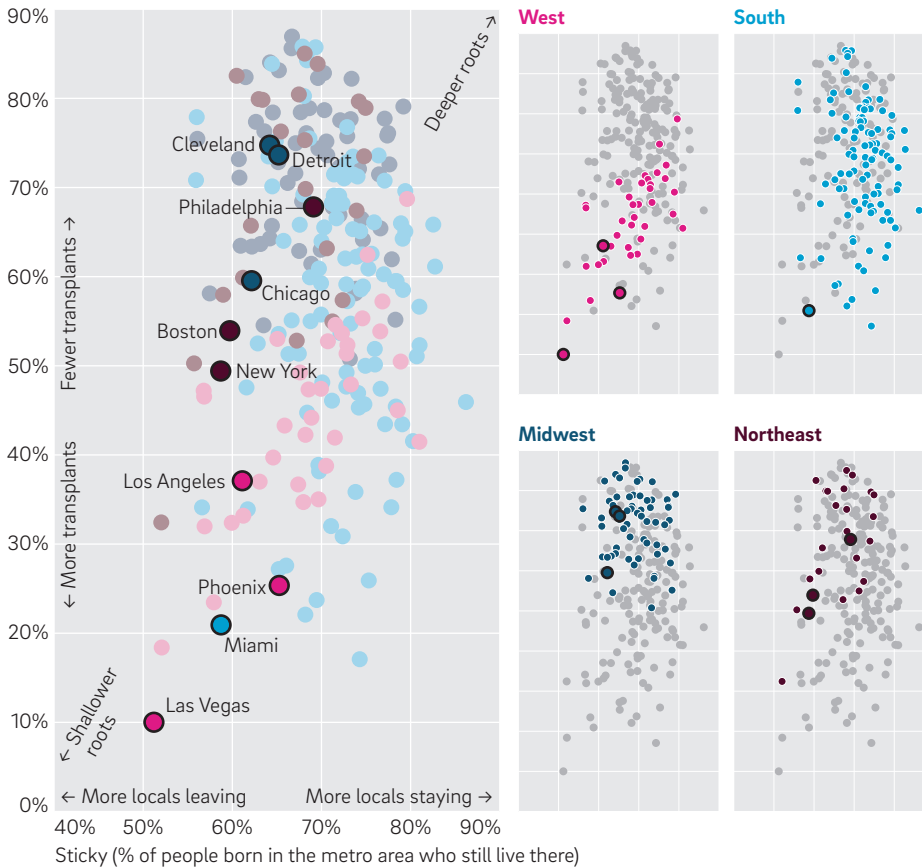 90%
80%
70%
60%
50%
40%
30%
20%
10%
0%
Fewer transplants →
← More transplants
Deeper roots →
← Shallower
roots
Cleveland
Detroit
Philadelphia
Chicago
Boston
New York
Los Angeles
Phoenix
Miami
Las Vegas
← More locals leaving
More locals staying →
40%
50%
60%
70%
80%
90%
Sticky (% of people born in the metro area who still live there)
West
South
Midwest
Northeast